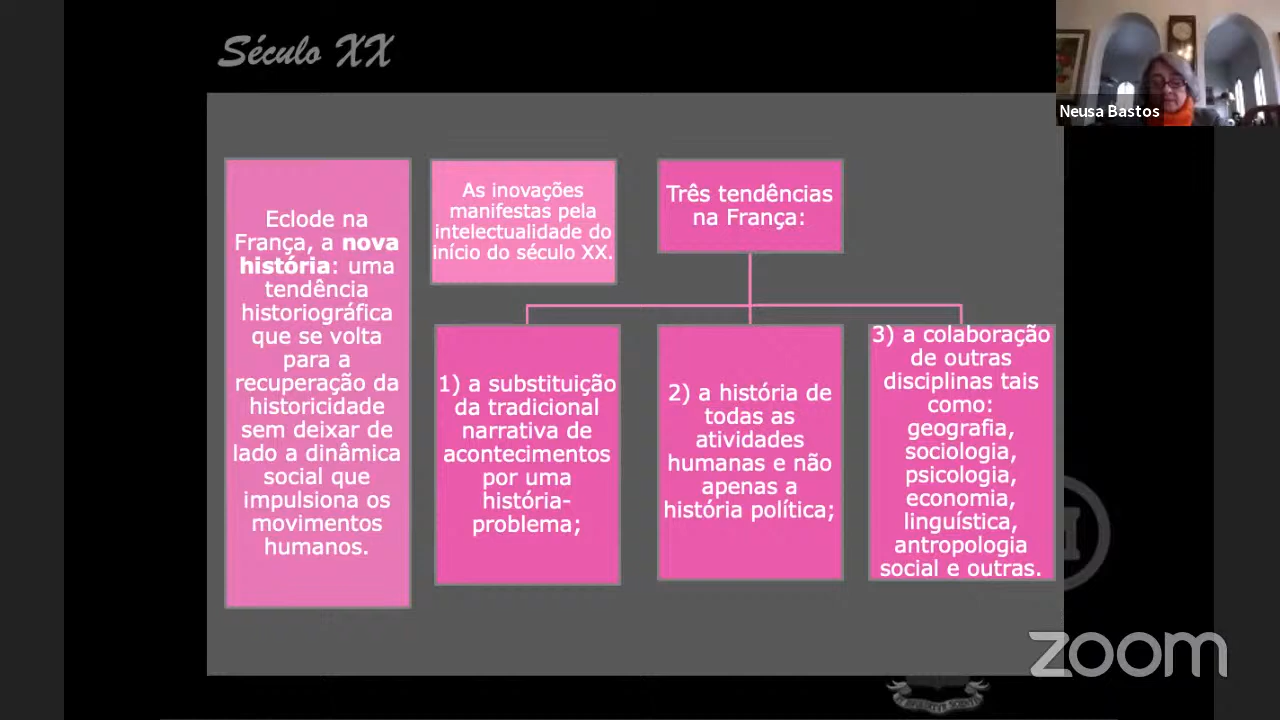 Século XX
Neusa Bastos
Eclode na
França, a nova
história: uma
tendência
historiográfica
que se volta
para a
recuperação da
historicidade
sem deixar de
lado a dinâmica
social que
impulsiona os
movimentos
humanos.
As inovações
manifestas pela
intelectualidade do
início do século XX.
Três tendências
na França:
1) a substituição
da tradicional
narrativa de
acontecimentos
por uma
história-
problema;
2) a história de
todas as
atividades
humanas e não
apenas a
história política;
3) a colaboração
de outras
disciplinas tais
como:
geografia,
sociologia,
psicologia,
economia,
linguística,
antropologia
social e outras.
zoom